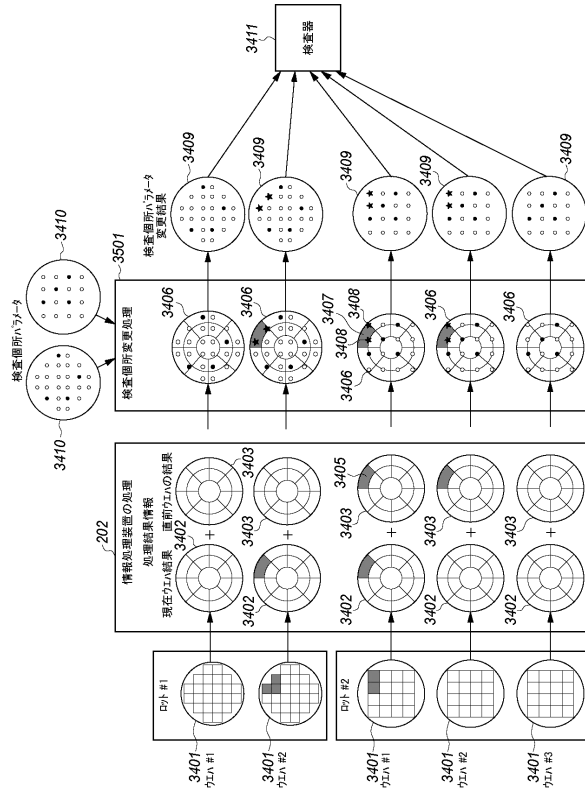 3410
3410
検査個所パラメータ
3501
検査個所変更処理
検査個所パラメータ
変更結果
3411
検査器
202
情報処理装置の処理
処理結果情報
現在ウエハ結果
直前ウエハの結果
ロット #1
3401
ウエハ #1
3402
3403
+
3406
3409
3401
ウエハ #2
3402
3403
+
3406
3409
ロット #2
3401
ウエハ #1
3402
3403
3405
+
3406
3408
3407
3408
3409
3401
ウエハ #2
3402
3403
+
3406
3409
3401
ウエハ #3
3402
3403
+
3406
3409